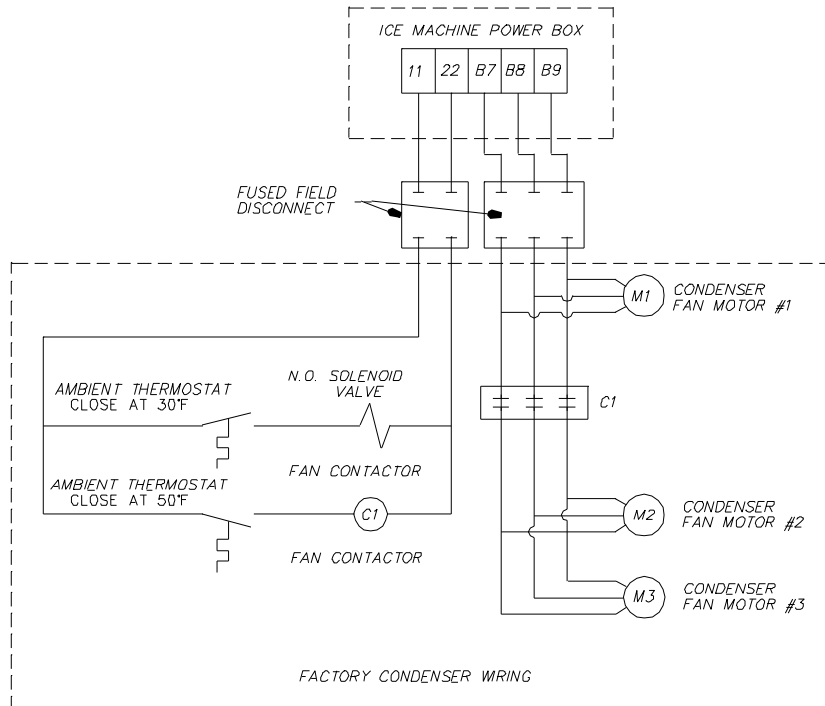 ICE MACHINE POWER BOX
11 22 B7 B8 B9
FUSED FIELD
DISCONNECT
M1
CONDENSER
FAN MOTOR #1
N.O. SOLENOID
VALVE
AMBIENT THERMOSTAT
CLOSE AT 30°F
C1
FAN CONTACTOR
AMBIENT THERMOSTAT
CLOSE AT 50°F
C1
FAN CONTACTOR
M2
CONDENSER
FAN MOTOR #2
M3
CONDENSER
FAN MOTOR #3
FACTORY CONDENSER WIRING